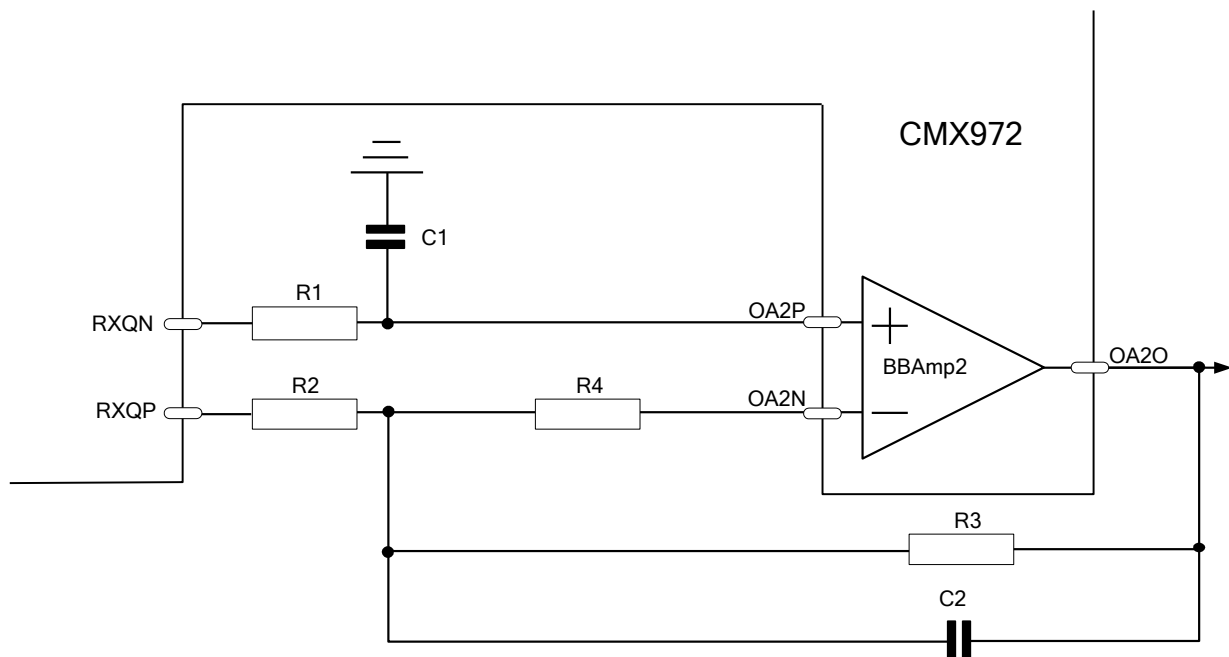 CMX972
C1
R1
OA2P
RXQN
BBAmp2
OA2O
R2
R4
OA2N
RXQP
R3
C2